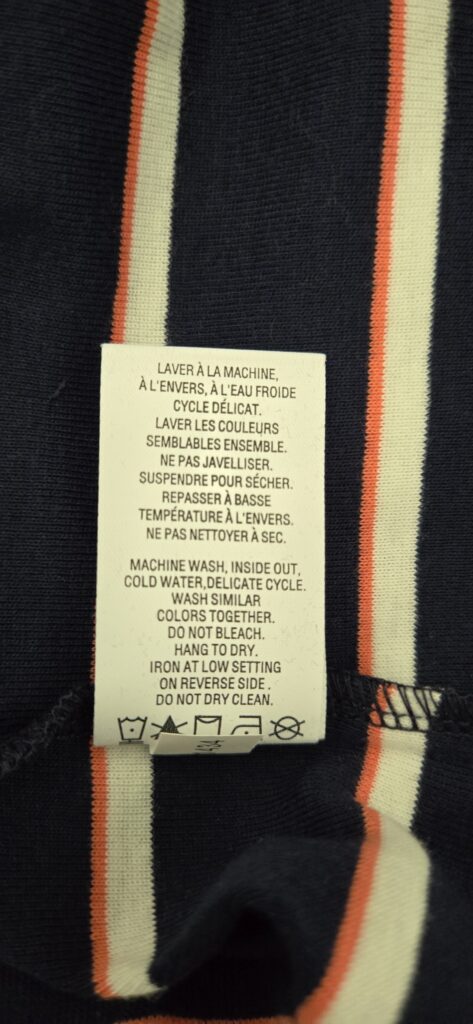 LAVER À LA MACHINE,
À L'ENVERS, À L'EAU FROIDE
CYCLE DÉLICAT.
LAVER LES COULEURS
SEMBLABLES ENSEMBLE.
NE PAS JAVELLISER.
SUSPENDRE POUR SÉCHER.
REPASSER À BASSE
TEMPÉRATURE À L'ENVERS.
NE PAS NETTOYER À SEC.
MACHINE WASH, INSIDE OUT,
COLD WATER,DELICATE CYCLE.
WASH SIMILAR
COLORS TOGETHER.
DO NOT BLEACH.
HANG TO DRY.
IRON AT LOW SETTING
ON REVERSE SIDE .
DO NOT DRY CLEAN.